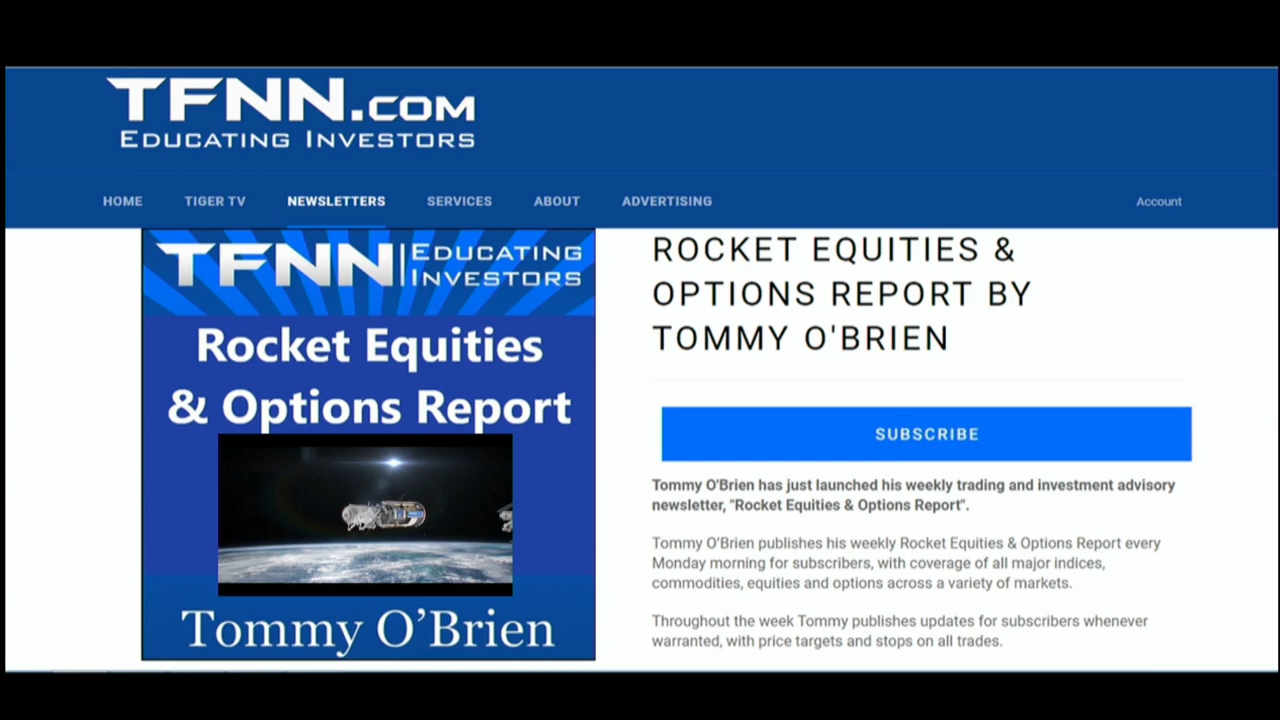 TFNN.COM
EDUCATING INVESTORS
HOME TIGER TV NEWSLETTERS SERVICES ABOUT ADVERTISING Account
TFNN EDUCATING
INVESTORS
Rocket Equities
& Options Report
Tommy O’Brien
ROCKET EQUITIES &
OPTIONS REPORT BY
TOMMY O'BRIEN
SUBSCRIBE
Tommy O'Brien has just launched his weekly trading and investment advisory
newsletter, "Rocket Equities & Options Report".
Tommy O'Brien publishes his weekly Rocket Equities & Options Report every
Monday morning for subscribers, with coverage of all major indices,
commodities, equities and options across a variety of markets.
Throughout the week Tommy publishes updates for subscribers whenever
warranted, with price targets and stops on all trades.